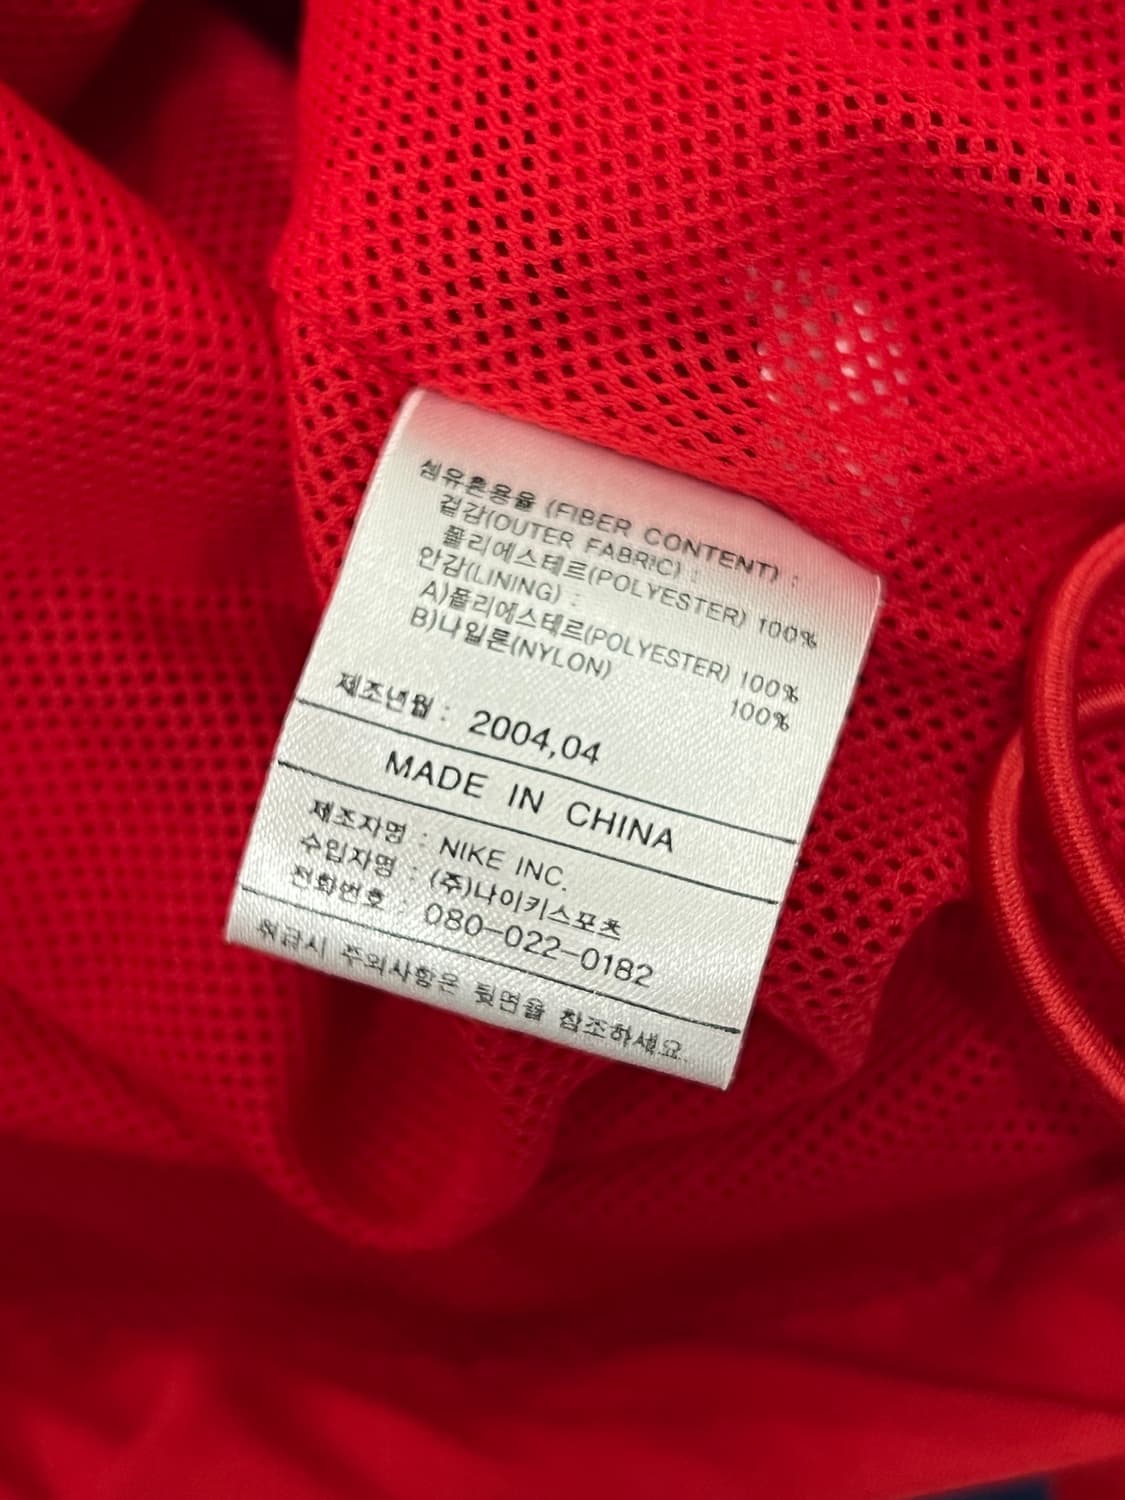 섬유혼용율 (FIBER CONTENT) :
겉감(OUTER FABRIC) :
폴리에스테르(POLYESTER) 100%
안감(LINING) :
A)폴리에스테르(POLYESTER) 100%
B)나일론(NYLON) 100%
제조년월 : 2004,04
MADE IN CHINA
제조자명 : NIKE INC.
수입자명 : (주)나이키스포츠
전화번호 : 080-022-0182
취급시 주의사항은 뒷면을 참조하세요.